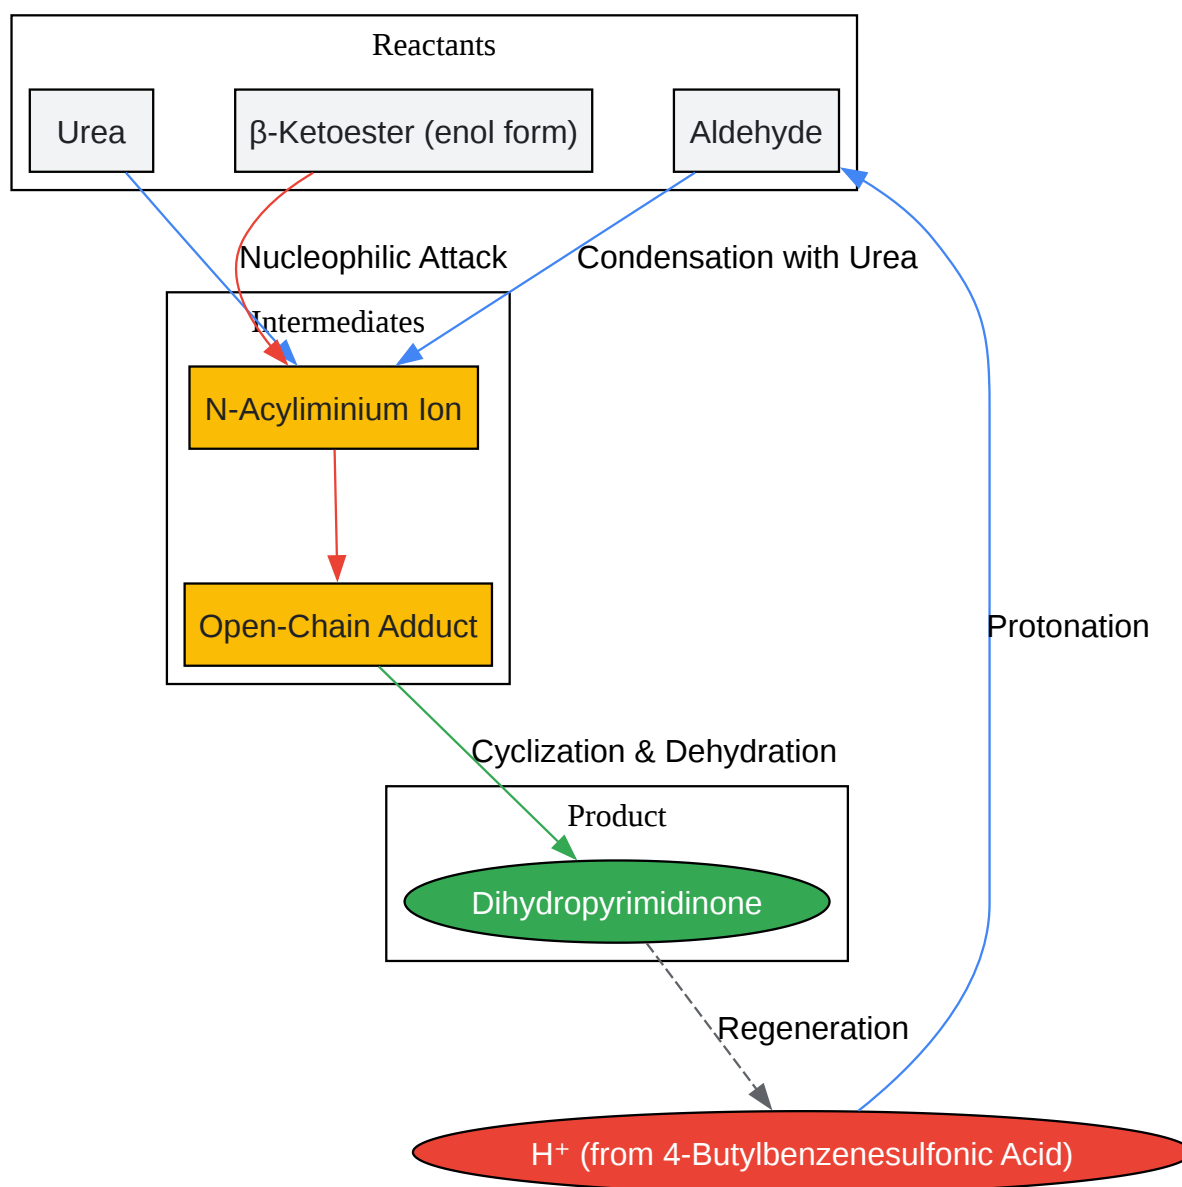 Reactants
Urea
β-Ketoester (enol form)
Aldehyde
Nucleophilic Attack
Condensation with Urea
Intermediates
N-Acyliminium Ion
Open-Chain Adduct
Protonation
Cyclization & Dehydration
Product
Dihydropyrimidinone
Regeneration
H⁺ (from 4-Butylbenzenesulfonic Acid)